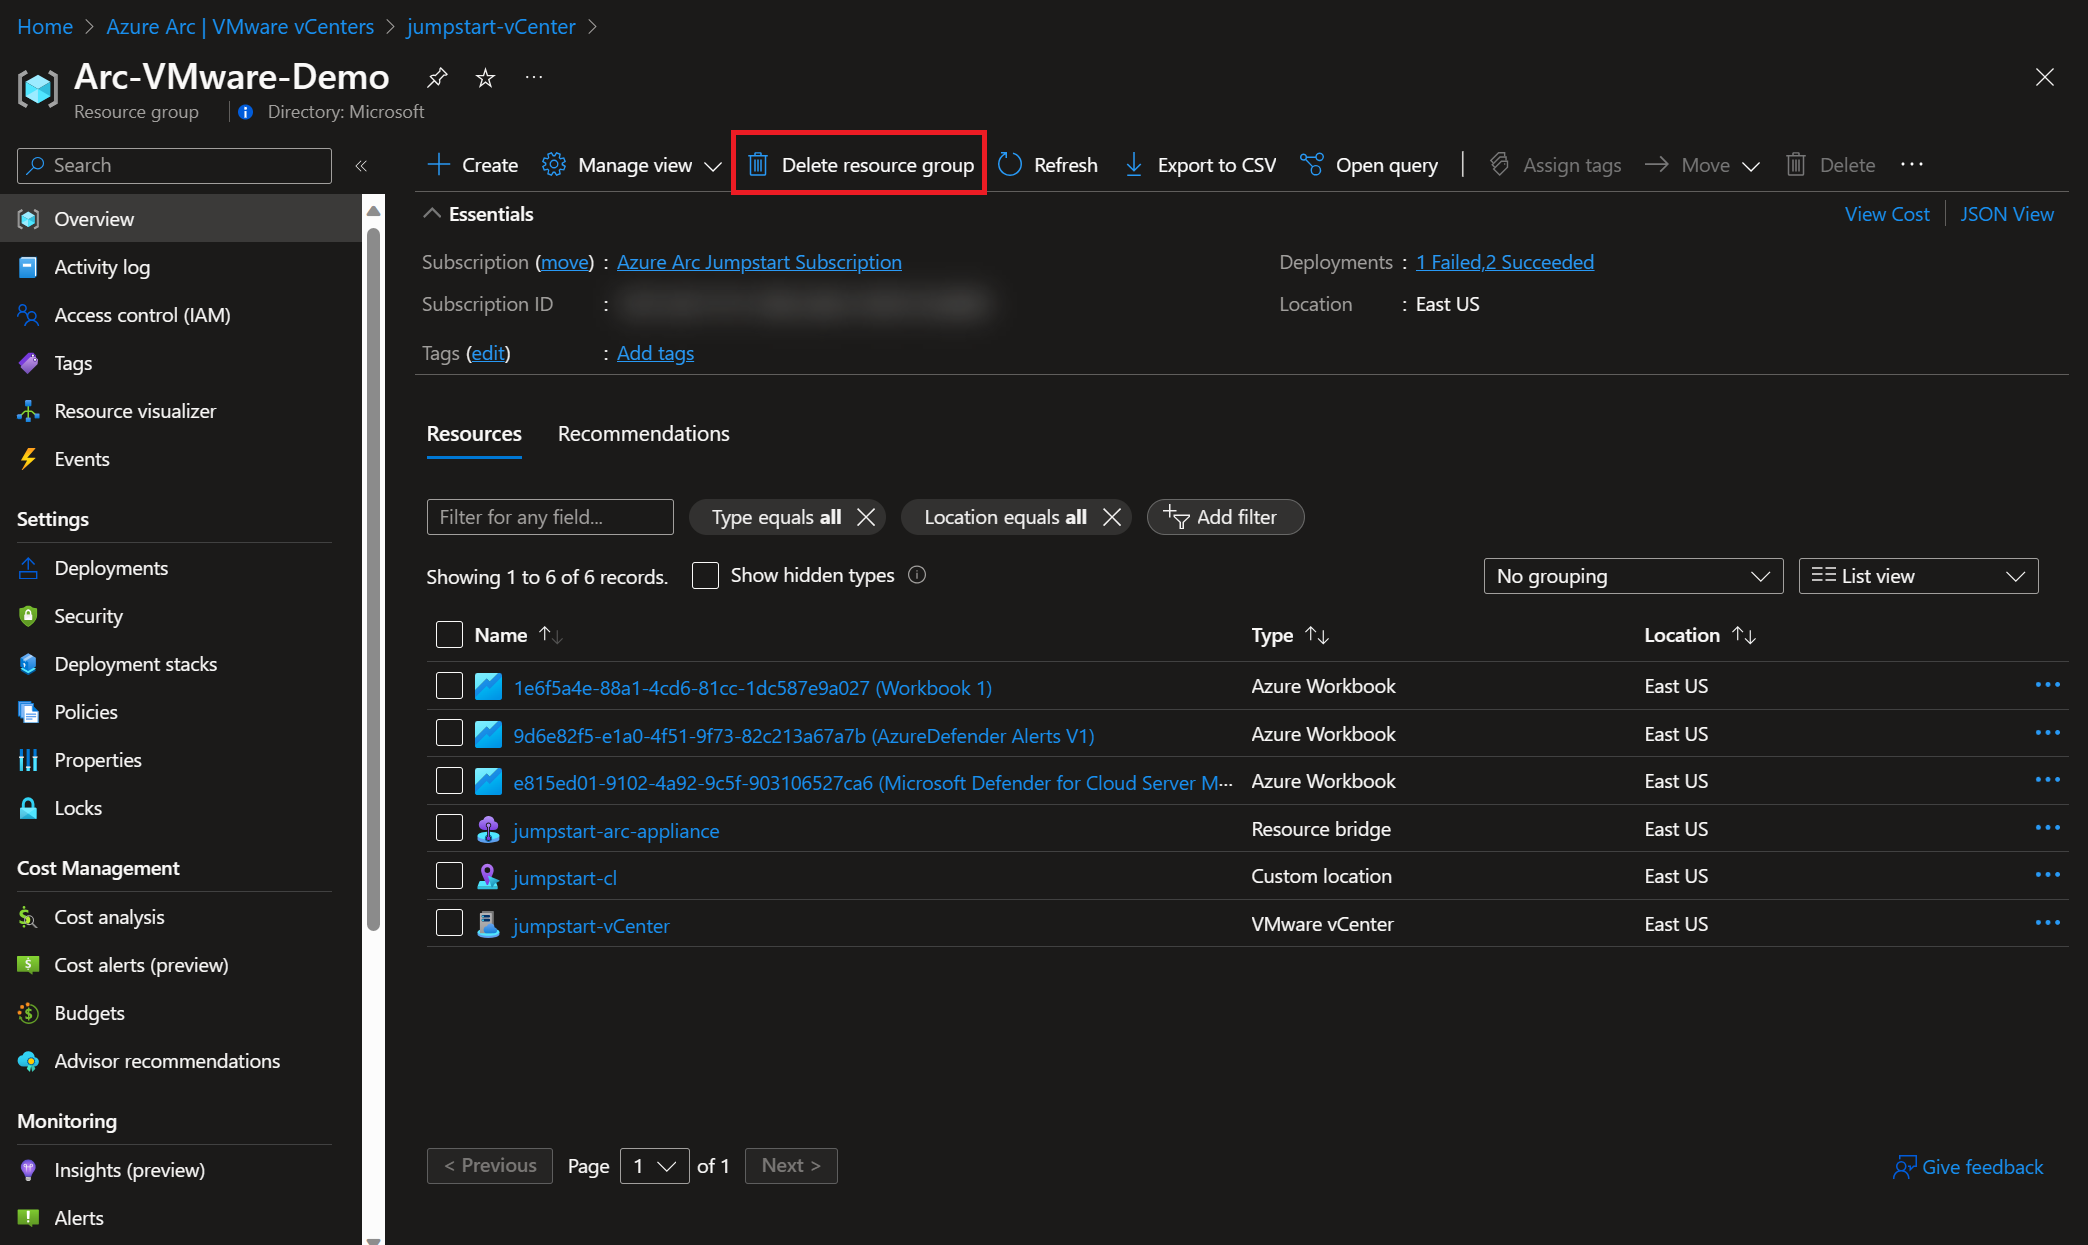 Home > Azure Arc | VMware vCenters > jumpstart-vCenter >
Arc-VMware-Demo
Resource group
Directory: Microsoft
Search
Create
Manage view
Delete resource group
Refresh
Export to CSV
Open query
Assign tags
Move
Delete
Overview
Activity log
Access control (IAM)
Tags
Resource visualizer
Events
Settings
Deployments
Security
Deployment stacks
Policies
Properties
Locks
Cost Management
Cost analysis
Cost alerts (preview)
Budgets
Advisor recommendations
Monitoring
Insights (preview)
Alerts
Essentials
View Cost
JSON View
Subscription (move) : Azure Arc Jumpstart Subscription
Deployments : 1 Failed,2 Succeeded
Subscription ID :
Location : East US
Tags (edit) : Add tags
Resources
Recommendations
Filter for any field...
Type equals all
Location equals all
Add filter
Showing 1 to 6 of 6 records.
Show hidden types
No grouping
List view
Name
Type
Location
1e6f5a4e-88a1-4cd6-81cc-1dc587e9a027 (Workbook 1) Azure Workbook East US
9d6e82f5-e1a0-4f51-9f73-82c213a67a7b (AzureDefender Alerts V1) Azure Workbook East US
e815ed01-9102-4a92-9c5f-903106527ca6 (Microsoft Defender for Cloud Server M... Azure Workbook East US
jumpstart-arc-appliance Resource bridge East US
jumpstart-cl Custom location East US
jumpstart-vCenter VMware vCenter East US
< Previous
Page 1 of 1
Next >
Give feedback